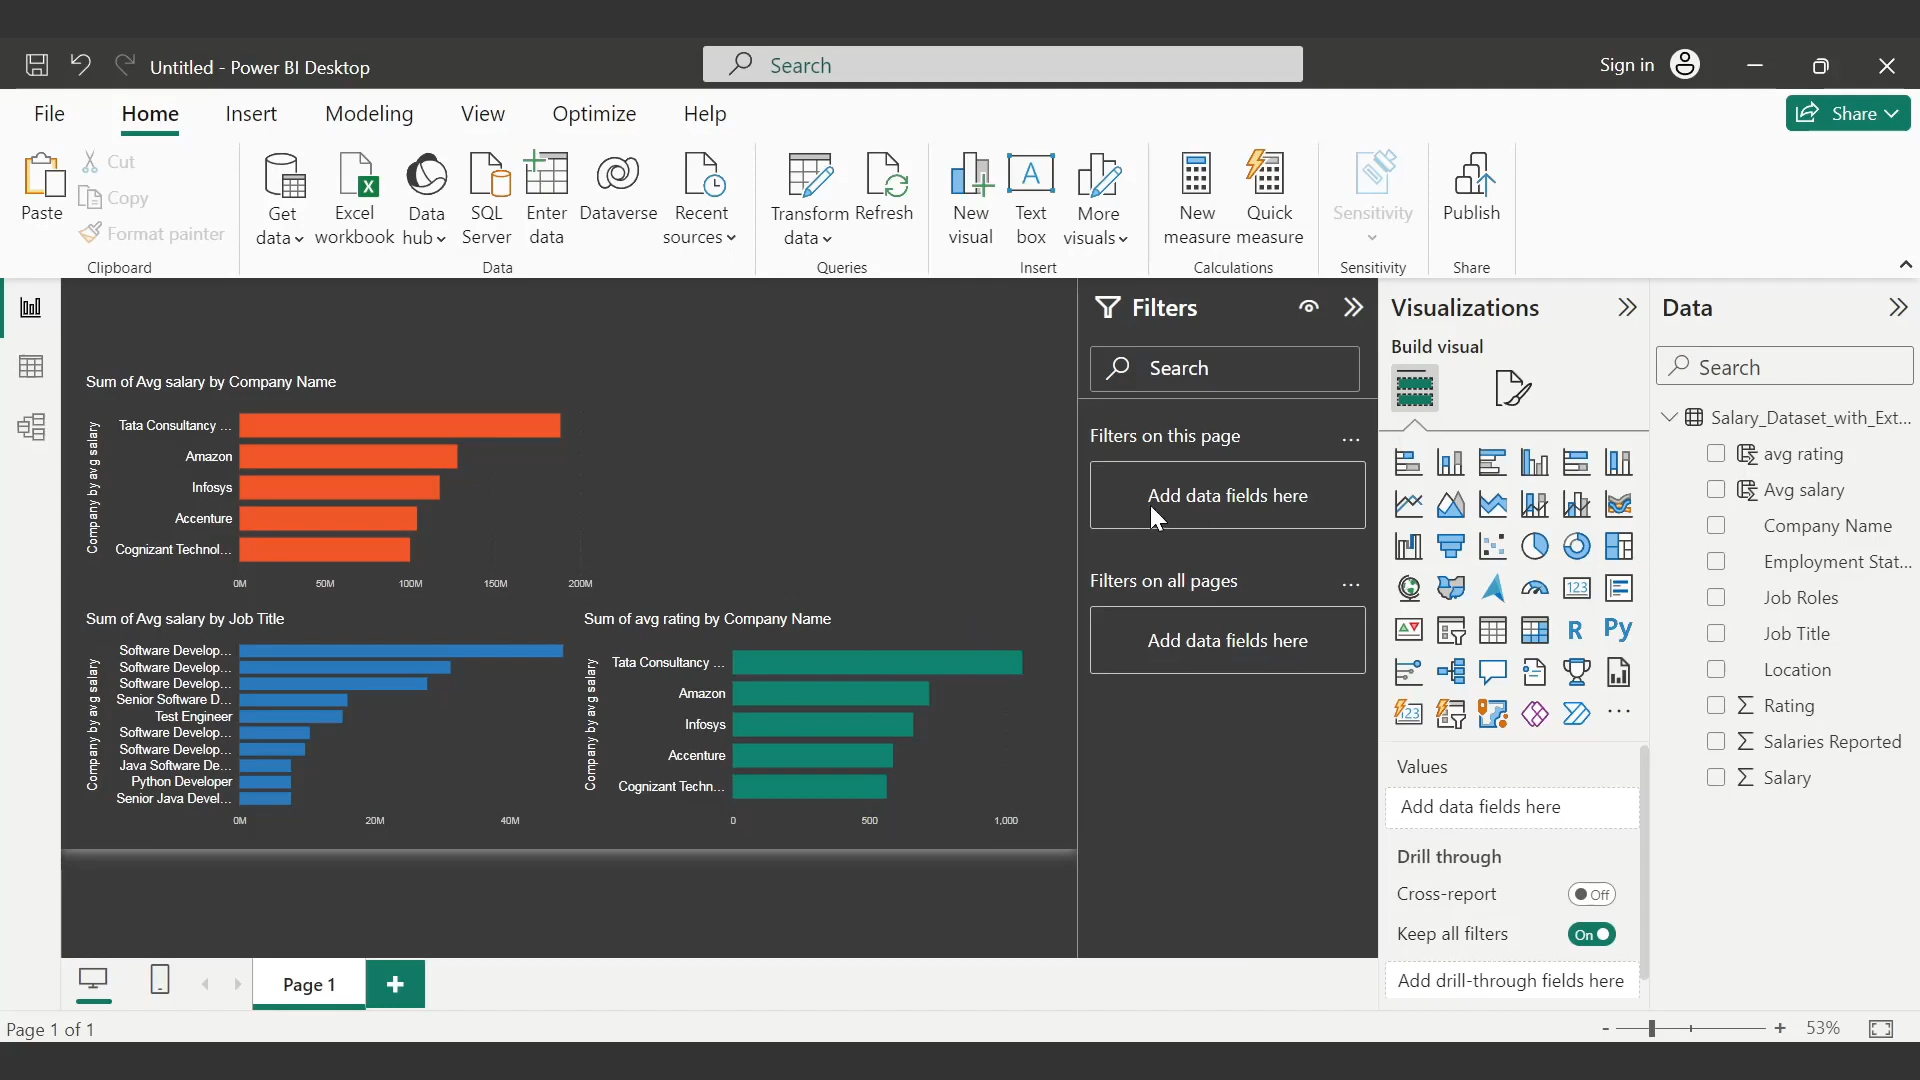 Untitled - Power BI Desktop
Search
Sign in
File
Home
Insert
Modeling
View
Optimize
Help
Share
Paste
Cut
Copy
Format painter
Clipboard
Get data
Excel workbook
Data hub
SQL Server
Enter data
Dataverse
Recent sources
Data
Transform data
Refresh
Queries
New visual
A
Text box
More visuals
Insert
New measure
Quick measure
Calculations
Sensitivity
Sensitivity
Publish
Share
Sum of Avg salary by Company Name
Company by avg salary
Tata Consultancy ...
Amazon
Infosys
Accenture
Cognizant Technol...
0M 50M 100M 150M 200M
Sum of Avg salary by Job Title
Company by avg salary
Software Develop...
Software Develop...
Software Develop...
Senior Software D...
Test Engineer
Software Develop...
Software Develop...
Java Software De...
Python Developer
Senior Java Devel...
0M 20M 40M
Sum of avg rating by Company Name
Company by avg salary
Tata Consultancy ...
Amazon
Infosys
Accenture
Cognizant Techn...
0 500 1,000
Filters
Search
Filters on this page ...
Add data fields here
Filters on all pages ...
Add data fields here
Visualizations
Build visual
123
R
Py
123
...
Values
Add data fields here
Drill through
Cross-report Off
Keep all filters On
Add drill-through fields here
Data
Search
Salary_Dataset_with_Ext...
avg rating
Avg salary
Company Name
Employment Stat...
Job Roles
Job Title
Location
Σ Rating
Σ Salaries Reported
Σ Salary
Page 1
+
Page 1 of 1
- + 53%